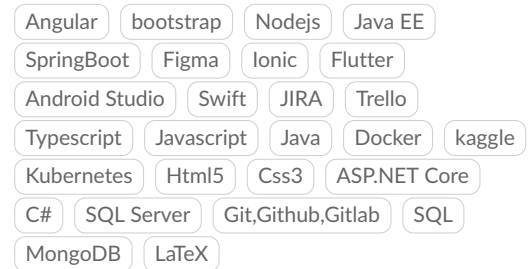 Angular bootstrap Nodejs Java EE
SpringBoot Figma Ionic Flutter
Android Studio Swift JIRA Trello
Typescript Javascript Java Docker kaggle
Kubernetes Html5 Css3 ASP.NET Core
C# SQL Server Git,Github,Gitlab SQL
MongoDB LaTeX